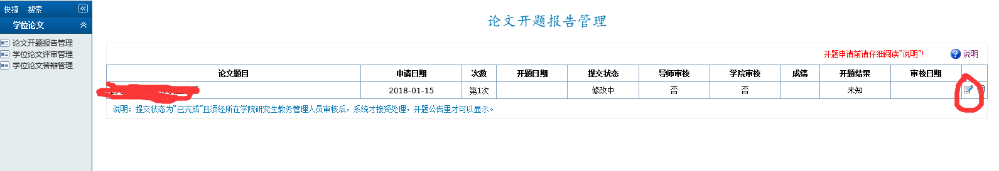 快捷 搜索
学位论文
论文开题报告管理
学位论文评审管理
学位论文答辩管理
论文开题报告管理
开题申请前请仔细阅读“说明”! 说明
论文题目 申请日期 次数 开题日期 提交状态 导师审核 学院审核 成绩 开题结果 审核日期
2018-01-15 第1次 修改中 否 否 未知
说明：提交状态为“已完成”且须经所在学院研究生教务管理人员审核后，系统才接受处理，开题公告里才可以显示。